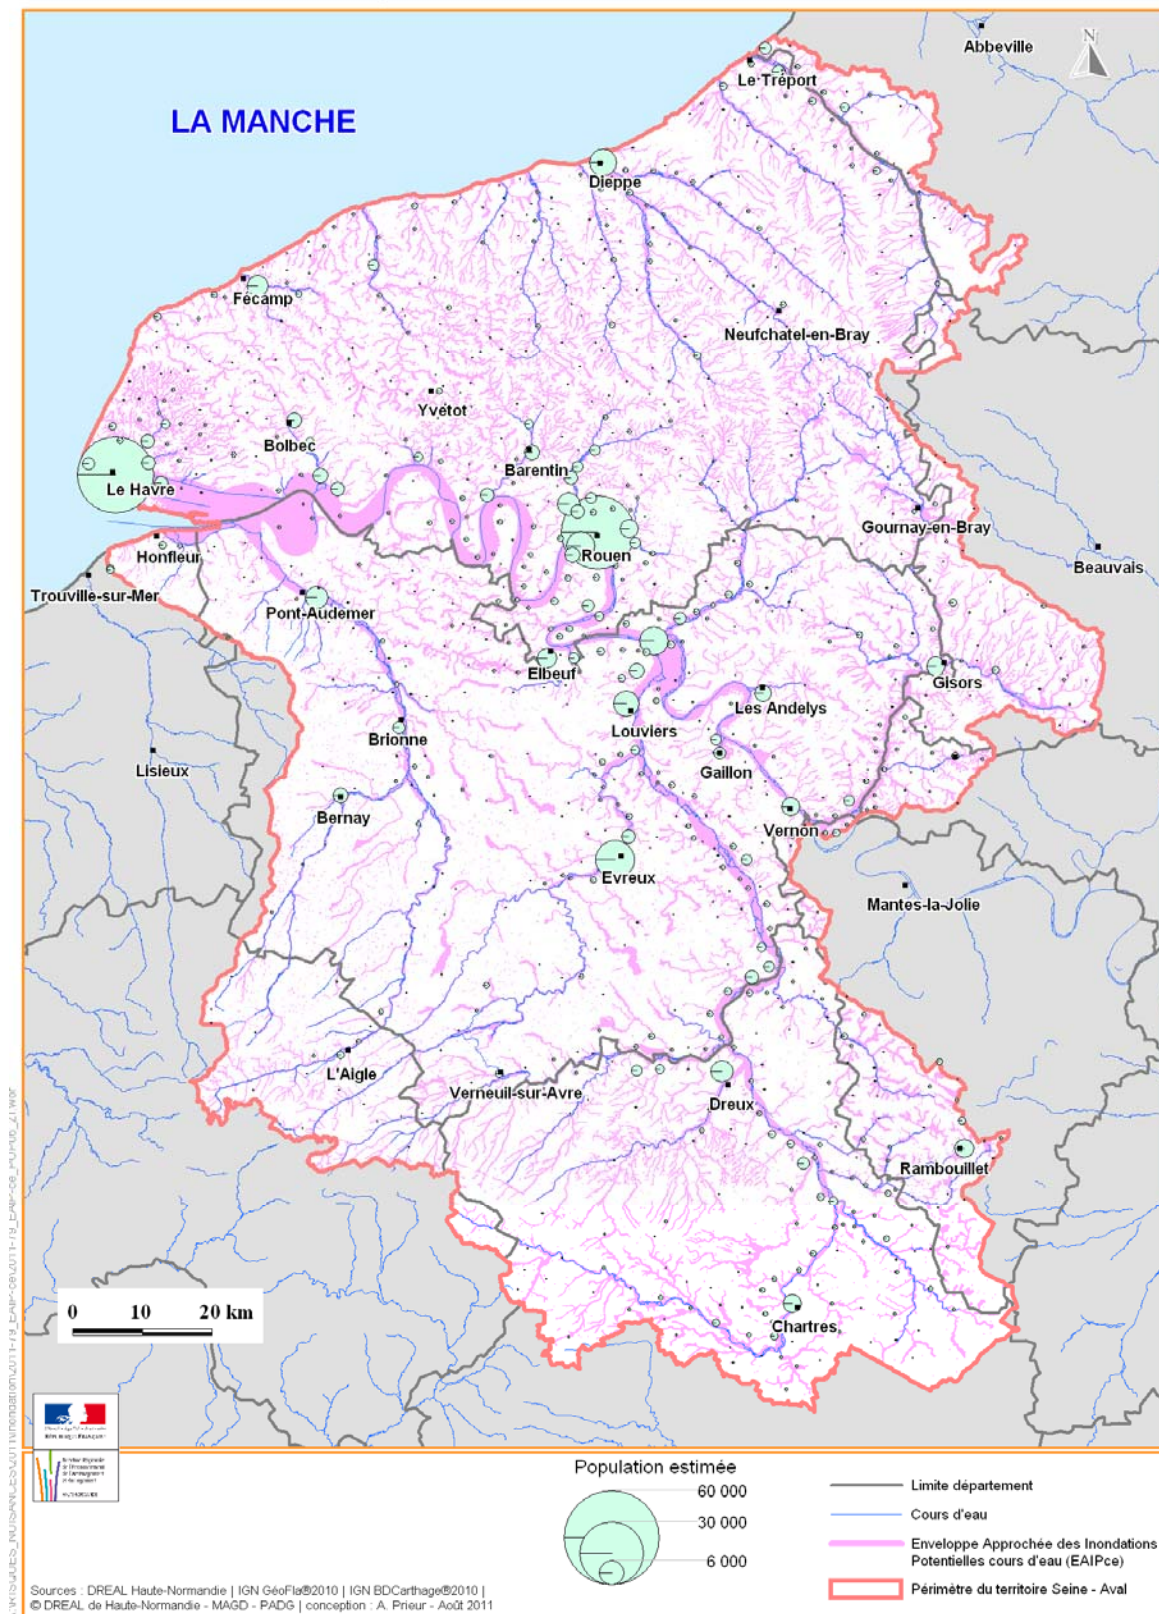 Abbeville
N
Le Tréport
LA MANCHE
Dieppe
Fécamp
Neufchatel-en-Bray
Yvetot
Bolbec
Barentin
Le Havre
Gournay-en-Bray
Rouen
Honfleur
Beauvais
Trouville-sur-Mer
Pont-Audemer
Elbeuf
Gisors
Les Andelys
Louviers
Brionne
Lisieux
Gaillon
Bernay
Vernon
Evreux
Mantes-la-Jolie
L'Aigle
Verneuil-sur-Avre
Dreux
Rambouillet
0 10 20 km
Chartres
Population estimée
60 000
30 000
6 000
Limite département
Cours d'eau
Enveloppe Approchée des Inondations
Potentielles cours d'eau (EAIPce)
Périmètre du territoire Seine - Aval
Sources : DREAL Haute-Normandie | IGN GéoFla®2010 | IGN BDCarthage®2010 |
© DREAL de Haute-Normandie - MAGD - PADG | conception : A. Prieur - Août 2011